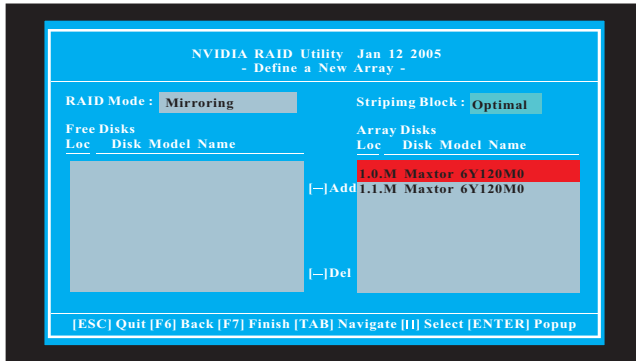 NVIDIA RAID Utility Jan 12 2005
- Define a New Array -
RAID Mode : Mirroring
Stripimg Block : Optimal
Free Disks
Loc Disk Model Name
Array Disks
Loc Disk Model Name
1.0.M Maxtor 6Y120M0
[–]Add
1.1.M Maxtor 6Y120M0
[–]Del
[ESC] Quit [F6] Back [F7] Finish [TAB] Navigate [||] Select [ENTER] Popup